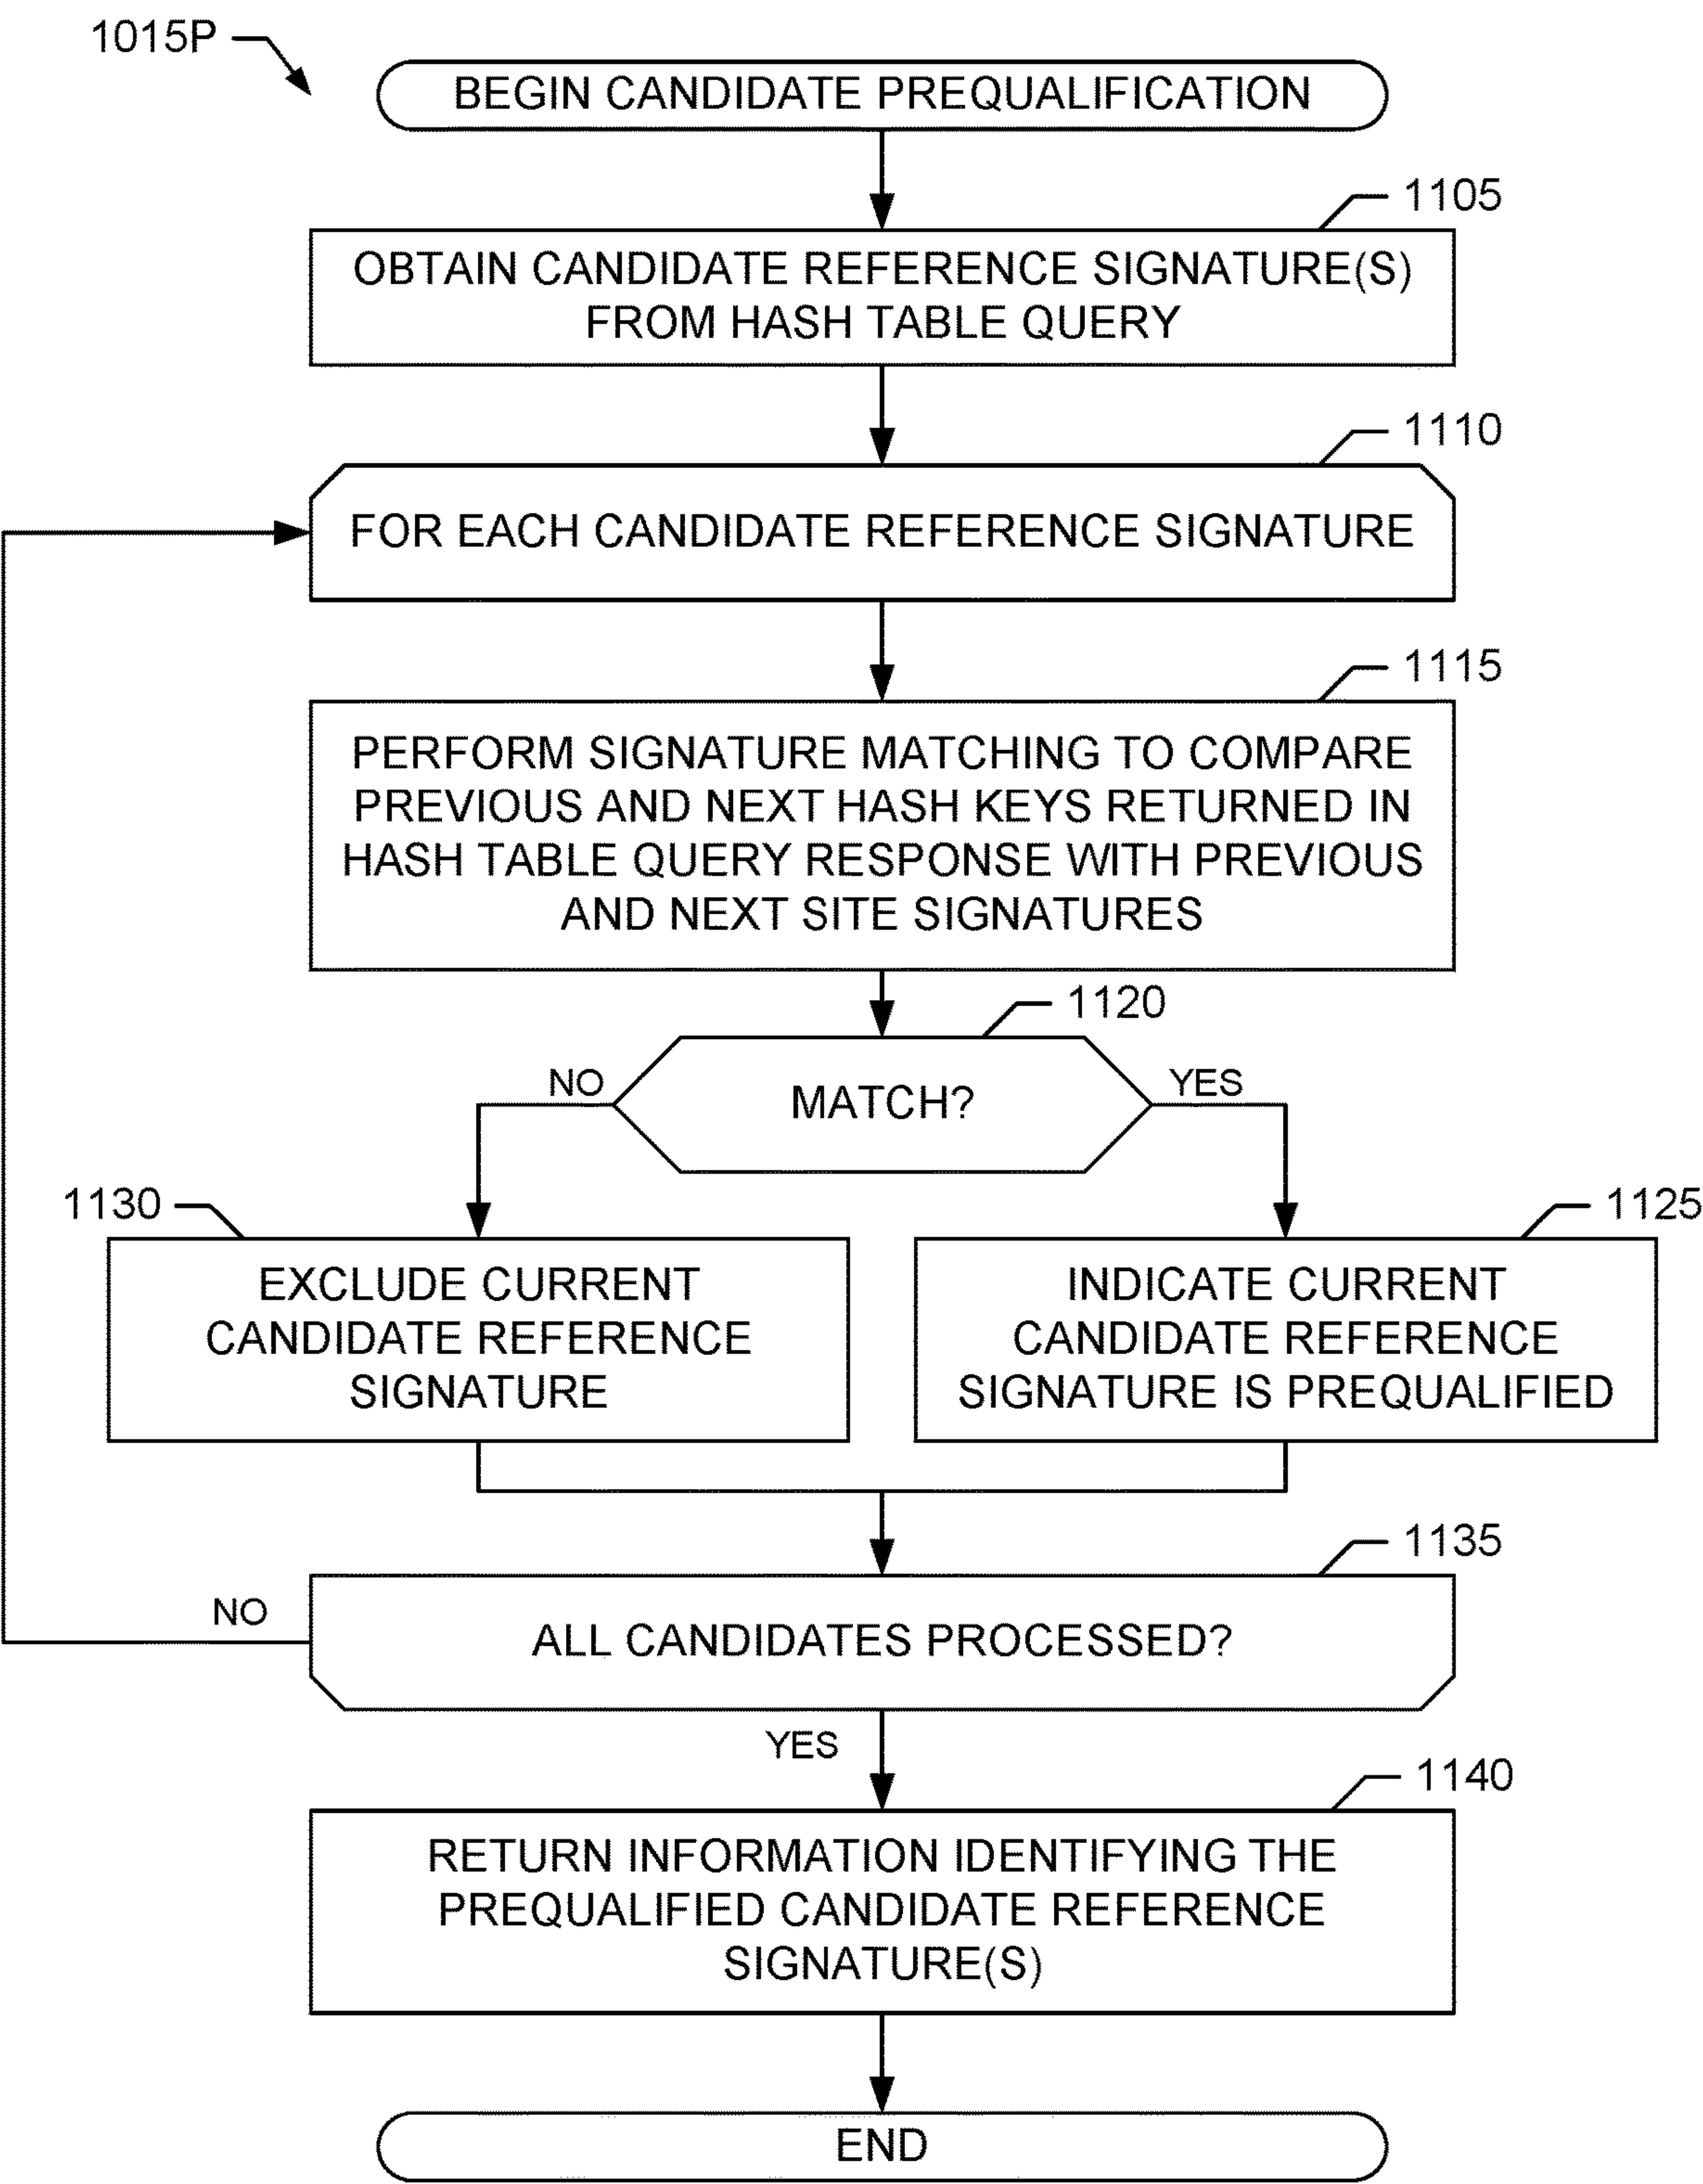 1015P
BEGIN CANDIDATE PREQUALIFICATION
1105
OBTAIN CANDIDATE REFERENCE SIGNATURE(S)
FROM HASH TABLE QUERY
1110
FOR EACH CANDIDATE REFERENCE SIGNATURE
1115
PERFORM SIGNATURE MATCHING TO COMPARE
PREVIOUS AND NEXT HASH KEYS RETURNED IN
HASH TABLE QUERY RESPONSE WITH PREVIOUS
AND NEXT SITE SIGNATURES
1120
NO
YES
MATCH?
1130
EXCLUDE CURRENT
CANDIDATE REFERENCE
SIGNATURE
1125
INDICATE CURRENT
CANDIDATE REFERENCE
SIGNATURE IS PREQUALIFIED
1135
NO
ALL CANDIDATES PROCESSED?
YES
1140
RETURN INFORMATION IDENTIFYING THE
PREQUALIFIED CANDIDATE REFERENCE
SIGNATURE(S)
END